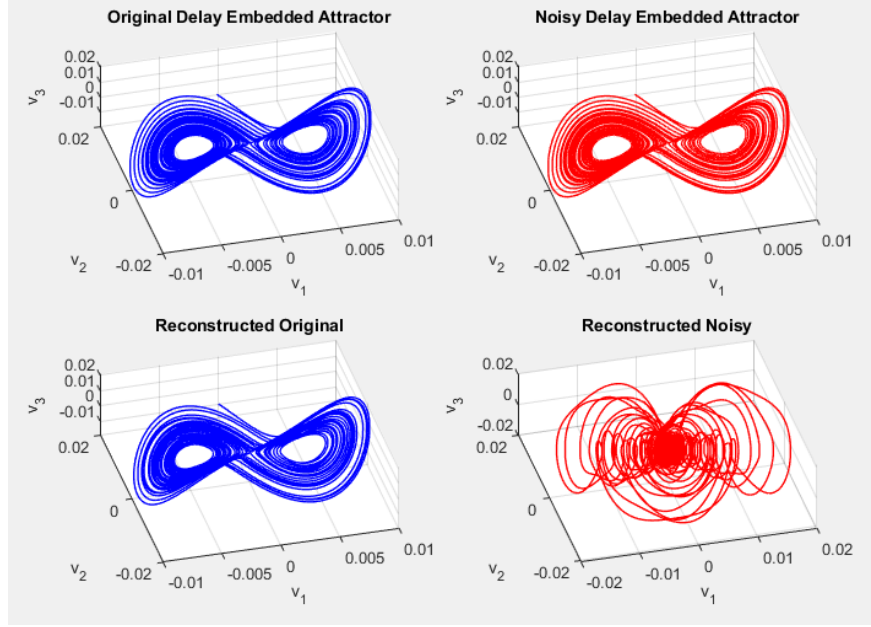 Original Delay Embedded Attractor
0.02
0.01
0
-0.01
v3
0.02
0
v2
-0.02
-0.01
-0.005
0
0.005
0.01
v1
Noisy Delay Embedded Attractor
0.02
0.01
0
-0.01
v3
0.02
0
v2
-0.02
-0.01
-0.005
0
0.005
0.01
v1
Reconstructed Original
0.02
0.01
0
-0.01
v3
0.02
0
v2
-0.02
-0.01
-0.005
0
0.005
0.01
v1
Reconstructed Noisy
0.02
0
-0.02
v3
0.02
0
v2
-0.02
-0.02
-0.01
0
0.01
0.02
v1